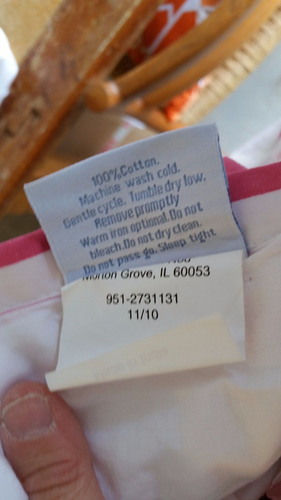 100% Cotton.
Machine wash cold.
Gentle cycle. Tumble dry low.
Remove promptly
Warm iron optional. Do not
bleach. Do not dry clean.
Do not pass go. Sleep tight
Morton Grove, IL 60053
951-2731131
11/10